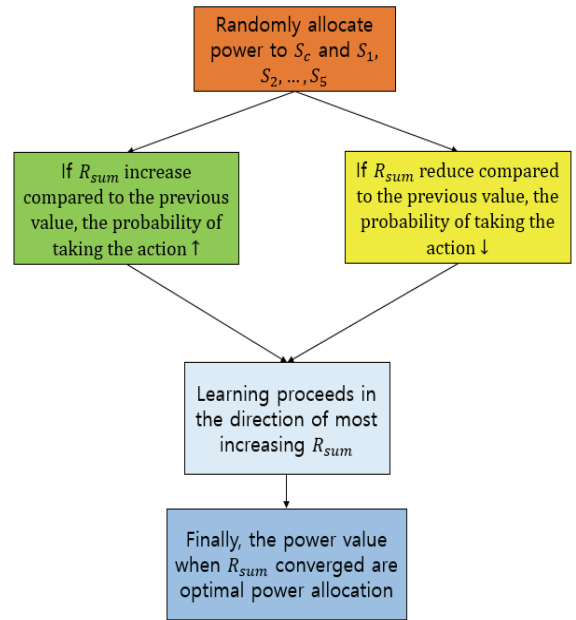 Randomly allocate
power to S_c and S_1,
S_2, …, S_5
If R_sum increase
compared to the previous
value, the probability of
taking the action ↑
If R_sum reduce compared
to the previous value, the
probability of taking the
action ↓
Learning proceeds in
the direction of most
increasing R_sum
Finally, the power value
when R_sum converged are
optimal power allocation